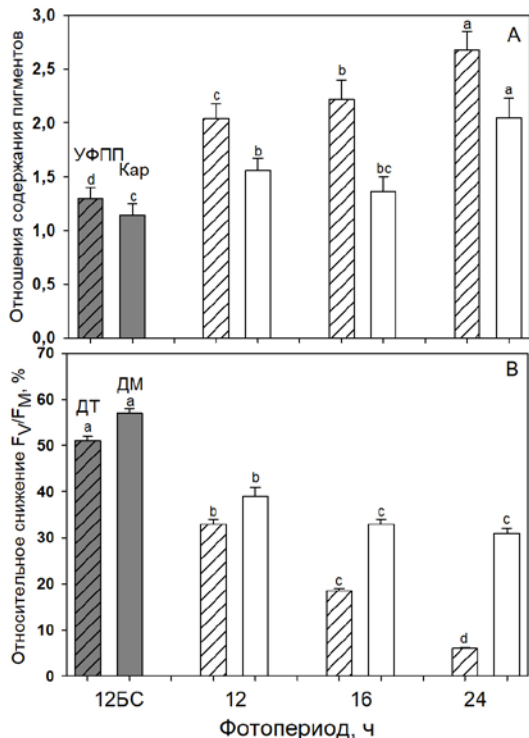 Отношения содержания пигментов
3,0
2,5
2,0
1,5
1,0
0,5
0,0
A
УФПП
d
Кар
c
c
b
b
bc
a
a
Относительное снижение FV/FM, %
70
60
50
40
30
20
10
0
B
ДТ
a
ДМ
a
b
b
c
c
d
c
12БС
12
16
24
Фотопериод, ч